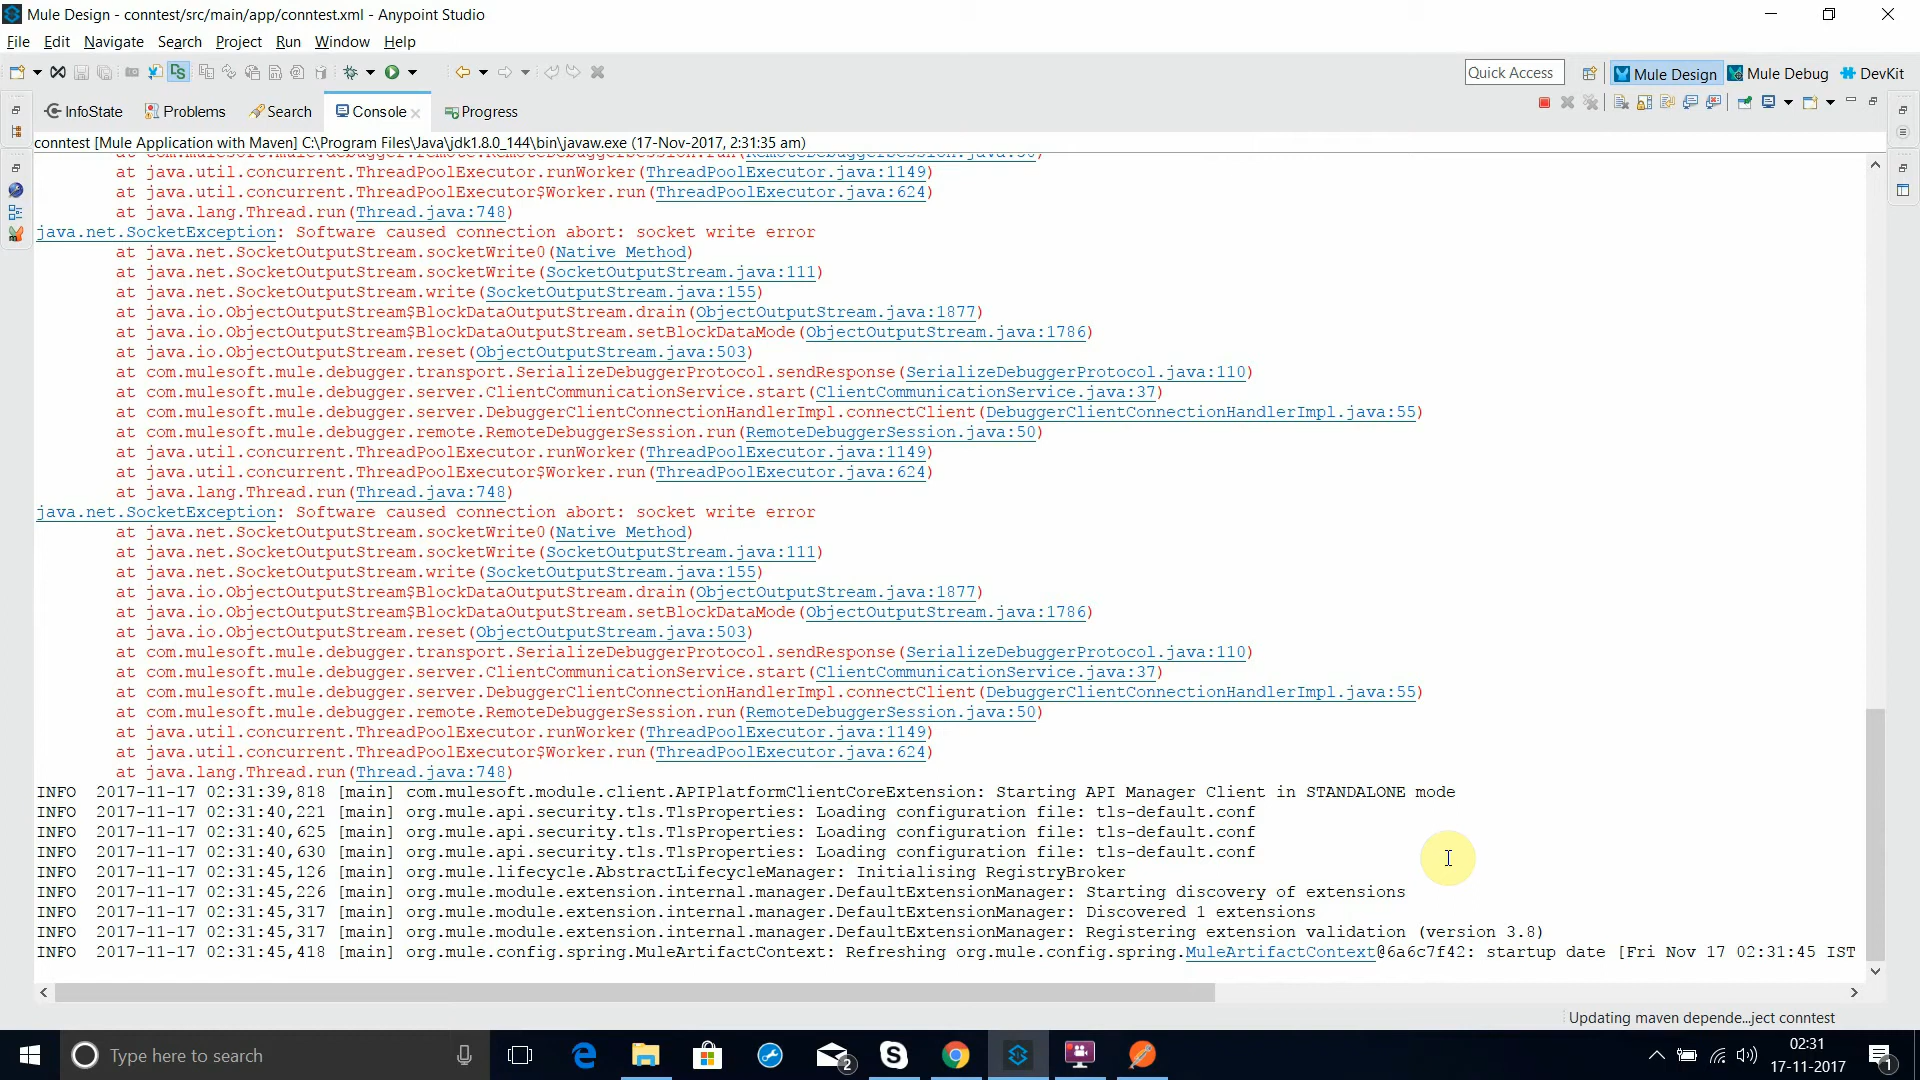 Mule Design - conntest/src/main/app/conntest.xml - Anypoint Studio
File Edit Navigate Search Project Run Window Help
Quick Access Mule Design Mule Debug DevKit
InfoState Problems Search Console Progress
conntest [Mule Application with Maven] C:\Program Files\Java\jdk1.8.0_144\bin\javaw.exe (17-Nov-2017, 2:31:35 am)
at com.mulesoft.mule.debugger.remote.RemoteDebuggerSession.run(RemoteDebuggerSession.java:50)
at java.util.concurrent.ThreadPoolExecutor.runWorker(ThreadPoolExecutor.java:1149)
at java.util.concurrent.ThreadPoolExecutor$Worker.run(ThreadPoolExecutor.java:624)
at java.lang.Thread.run(Thread.java:748)
java.net.SocketException: Software caused connection abort: socket write error
at java.net.SocketOutputStream.socketWrite0(Native Method)
at java.net.SocketOutputStream.socketWrite(SocketOutputStream.java:111)
at java.net.SocketOutputStream.write(SocketOutputStream.java:155)
at java.io.ObjectOutputStream$BlockDataOutputStream.drain(ObjectOutputStream.java:1877)
at java.io.ObjectOutputStream$BlockDataOutputStream.setBlockDataMode(ObjectOutputStream.java:1786)
at java.io.ObjectOutputStream.reset(ObjectOutputStream.java:503)
at com.mulesoft.mule.debugger.transport.SerializeDebuggerProtocol.sendResponse(SerializeDebuggerProtocol.java:110)
at com.mulesoft.mule.debugger.server.ClientCommunicationService.start(ClientCommunicationService.java:37)
at com.mulesoft.mule.debugger.server.DebuggerClientConnectionHandlerImpl.connectClient(DebuggerClientConnectionHandlerImpl.java:55)
at com.mulesoft.mule.debugger.remote.RemoteDebuggerSession.run(RemoteDebuggerSession.java:50)
at java.util.concurrent.ThreadPoolExecutor.runWorker(ThreadPoolExecutor.java:1149)
at java.util.concurrent.ThreadPoolExecutor$Worker.run(ThreadPoolExecutor.java:624)
at java.lang.Thread.run(Thread.java:748)
java.net.SocketException: Software caused connection abort: socket write error
at java.net.SocketOutputStream.socketWrite0(Native Method)
at java.net.SocketOutputStream.socketWrite(SocketOutputStream.java:111)
at java.net.SocketOutputStream.write(SocketOutputStream.java:155)
at java.io.ObjectOutputStream$BlockDataOutputStream.drain(ObjectOutputStream.java:1877)
at java.io.ObjectOutputStream$BlockDataOutputStream.setBlockDataMode(ObjectOutputStream.java:1786)
at java.io.ObjectOutputStream.reset(ObjectOutputStream.java:503)
at com.mulesoft.mule.debugger.transport.SerializeDebuggerProtocol.sendResponse(SerializeDebuggerProtocol.java:110)
at com.mulesoft.mule.debugger.server.ClientCommunicationService.start(ClientCommunicationService.java:37)
at com.mulesoft.mule.debugger.server.DebuggerClientConnectionHandlerImpl.connectClient(DebuggerClientConnectionHandlerImpl.java:55)
at com.mulesoft.mule.debugger.remote.RemoteDebuggerSession.run(RemoteDebuggerSession.java:50)
at java.util.concurrent.ThreadPoolExecutor.runWorker(ThreadPoolExecutor.java:1149)
at java.util.concurrent.ThreadPoolExecutor$Worker.run(ThreadPoolExecutor.java:624)
at java.lang.Thread.run(Thread.java:748)
INFO 2017-11-17 02:31:39,818 [main] com.mulesoft.module.client.APIPlatformClientCoreExtension: Starting API Manager Client in STANDALONE mode
INFO 2017-11-17 02:31:40,221 [main] org.mule.api.security.tls.TlsProperties: Loading configuration file: tls-default.conf
INFO 2017-11-17 02:31:40,625 [main] org.mule.api.security.tls.TlsProperties: Loading configuration file: tls-default.conf
INFO 2017-11-17 02:31:40,630 [main] org.mule.api.security.tls.TlsProperties: Loading configuration file: tls-default.conf
INFO 2017-11-17 02:31:45,126 [main] org.mule.lifecycle.AbstractLifecycleManager: Initialising RegistryBroker
INFO 2017-11-17 02:31:45,226 [main] org.mule.module.extension.internal.manager.DefaultExtensionManager: Starting discovery of extensions
INFO 2017-11-17 02:31:45,317 [main] org.mule.module.extension.internal.manager.DefaultExtensionManager: Discovered 1 extensions
INFO 2017-11-17 02:31:45,317 [main] org.mule.module.extension.internal.manager.DefaultExtensionManager: Registering extension validation (version 3.8)
INFO 2017-11-17 02:31:45,418 [main] org.mule.config.spring.MuleArtifactContext: Refreshing org.mule.config.spring.MuleArtifactContext@6a6c7f42: startup date [Fri Nov 17 02:31:45 IST
Updating maven depende...ject conntest
Type here to search
2
02:31
17-11-2017
1